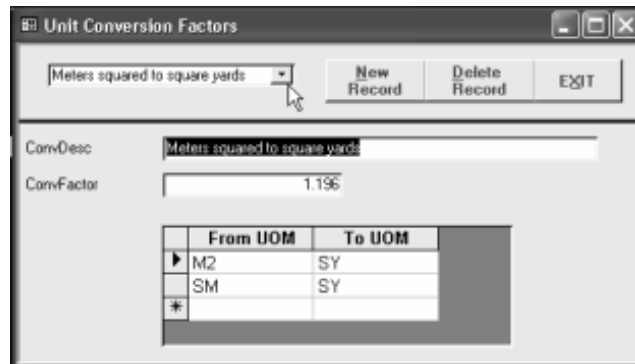 Unit Conversion Factors
Meters squared to square yards
New Record
Delete Record
EXIT
ConvDesc
Meters squared to square yards
ConvFactor
1.196
From UOM To UOM
M2 SY
SM SY